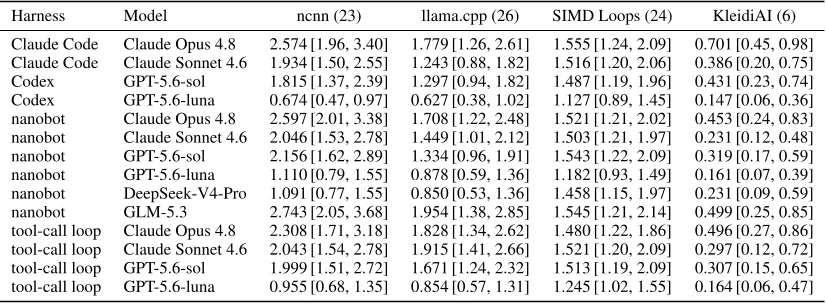 Harness Model ncnn (23) llama.cpp (26) SIMD Loops (24) KleidiAI (6)
Claude Code Claude Opus 4.8 2.574 [1.96, 3.40] 1.779 [1.26, 2.61] 1.555 [1.24, 2.09] 0.701 [0.45, 0.98]
Claude Code Claude Sonnet 4.6 1.934 [1.50, 2.55] 1.243 [0.88, 1.82] 1.516 [1.20, 2.06] 0.386 [0.20, 0.75]
Codex GPT-5.6-sol 1.815 [1.37, 2.39] 1.297 [0.94, 1.82] 1.487 [1.19, 1.96] 0.431 [0.23, 0.74]
Codex GPT-5.6-luna 0.674 [0.47, 0.97] 0.627 [0.38, 1.02] 1.127 [0.89, 1.45] 0.147 [0.06, 0.36]
nanobot Claude Opus 4.8 2.597 [2.01, 3.38] 1.708 [1.22, 2.48] 1.521 [1.21, 2.02] 0.453 [0.24, 0.83]
nanobot Claude Sonnet 4.6 2.046 [1.53, 2.78] 1.449 [1.01, 2.12] 1.503 [1.21, 1.97] 0.231 [0.12, 0.48]
nanobot GPT-5.6-sol 2.156 [1.62, 2.89] 1.334 [0.96, 1.91] 1.543 [1.22, 2.09] 0.319 [0.17, 0.59]
nanobot GPT-5.6-luna 1.110 [0.79, 1.55] 0.878 [0.59, 1.36] 1.182 [0.93, 1.49] 0.161 [0.07, 0.39]
nanobot DeepSeek-V4-Pro 1.091 [0.77, 1.55] 0.850 [0.53, 1.36] 1.458 [1.15, 1.97] 0.231 [0.09, 0.59]
nanobot GLM-5.3 2.743 [2.05, 3.68] 1.954 [1.38, 2.85] 1.545 [1.21, 2.14] 0.499 [0.25, 0.85]
tool-call loop Claude Opus 4.8 2.308 [1.71, 3.18] 1.828 [1.34, 2.62] 1.480 [1.22, 1.86] 0.496 [0.27, 0.86]
tool-call loop Claude Sonnet 4.6 2.043 [1.54, 2.78] 1.915 [1.41, 2.66] 1.521 [1.20, 2.09] 0.297 [0.12, 0.72]
tool-call loop GPT-5.6-sol 1.999 [1.51, 2.72] 1.671 [1.24, 2.32] 1.513 [1.19, 2.09] 0.307 [0.15, 0.65]
tool-call loop GPT-5.6-luna 0.955 [0.68, 1.35] 0.854 [0.57, 1.31] 1.245 [1.02, 1.55] 0.164 [0.06, 0.47]